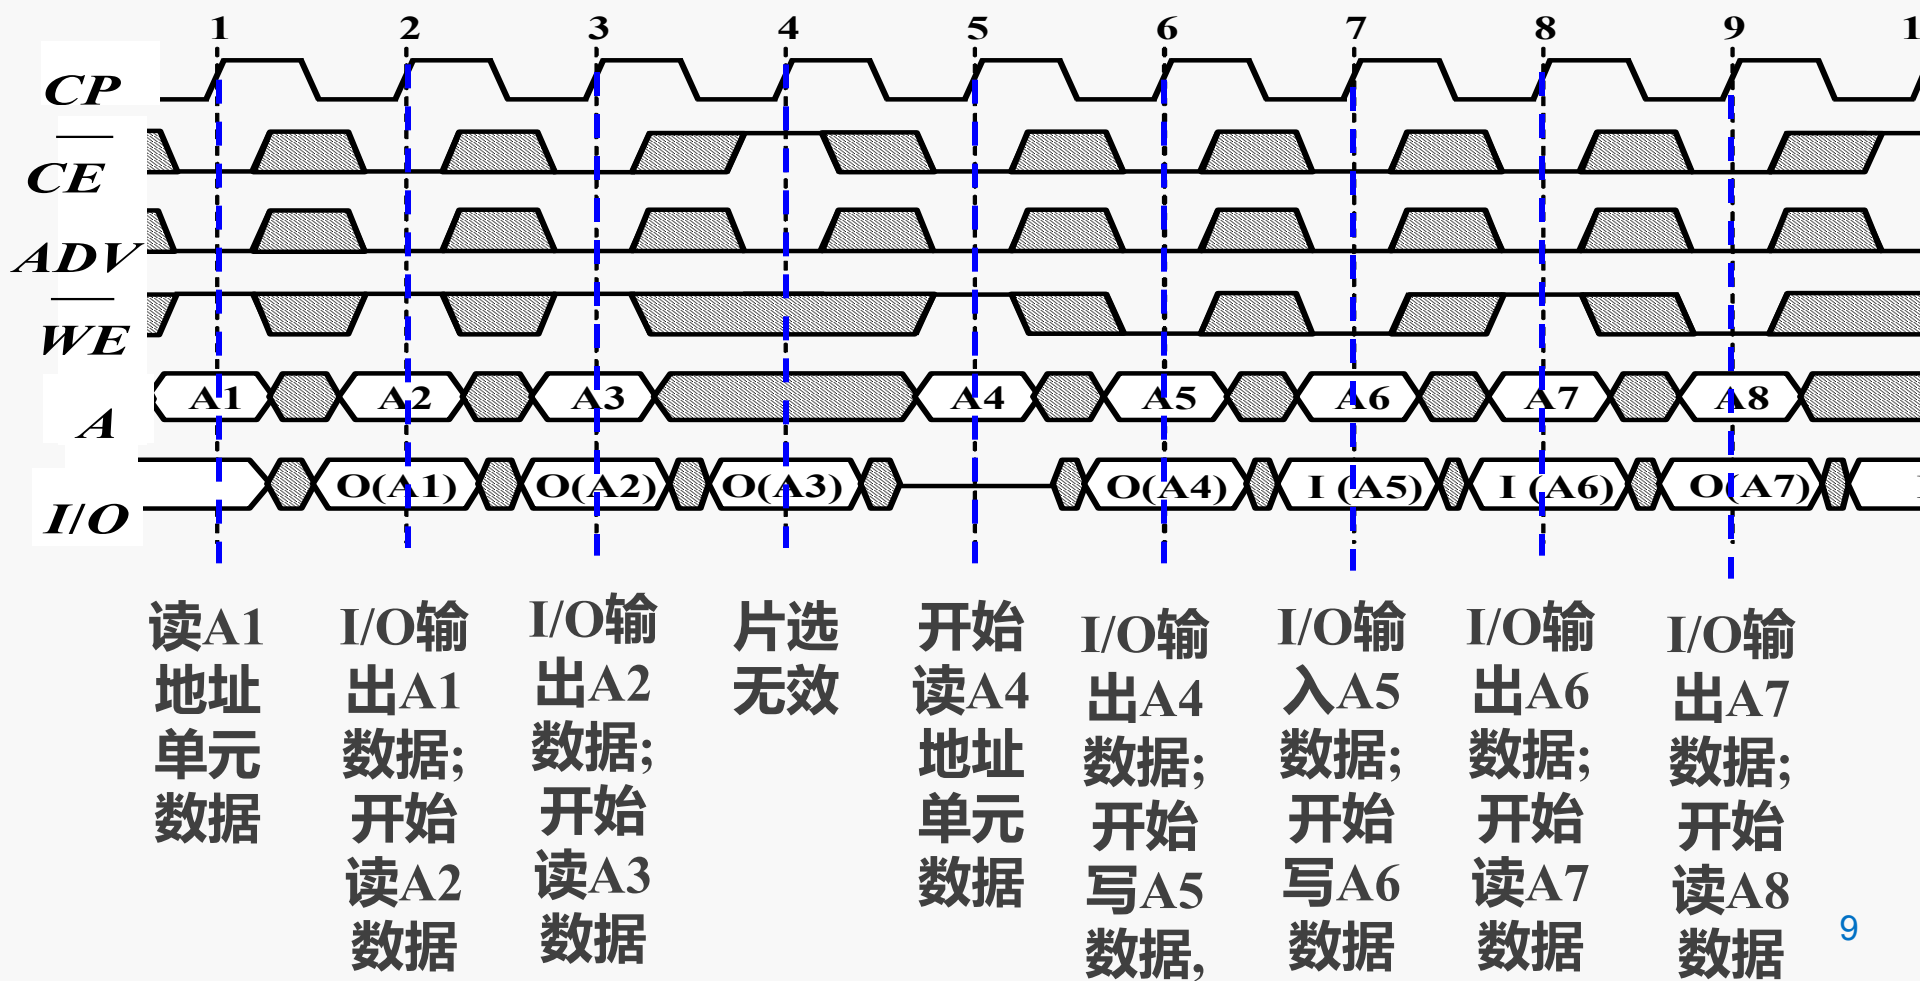 1 2 3 4 5 6 7 8 9 1
CP
CE
ADV
WE
A A1 A2 A3 A4 A5 A6 A7 A8
I/O O(A1) O(A2) O(A3) O(A4) I (A5) I (A6) O(A7)
读A1
地址
单元
数据
I/O输
出A1
数据;
开始
读A2
数据
I/O输
出A2
数据;
开始
读A3
数据
片选
无效
开始
读A4
地址
单元
数据
I/O输
出A4
数据;
开始
写A5
数据,
I/O输
入A5
数据;
开始
写A6
数据
I/O输
出A6
数据;
开始
读A7
数据
I/O输
出A7
数据;
开始
读A8
数据
9